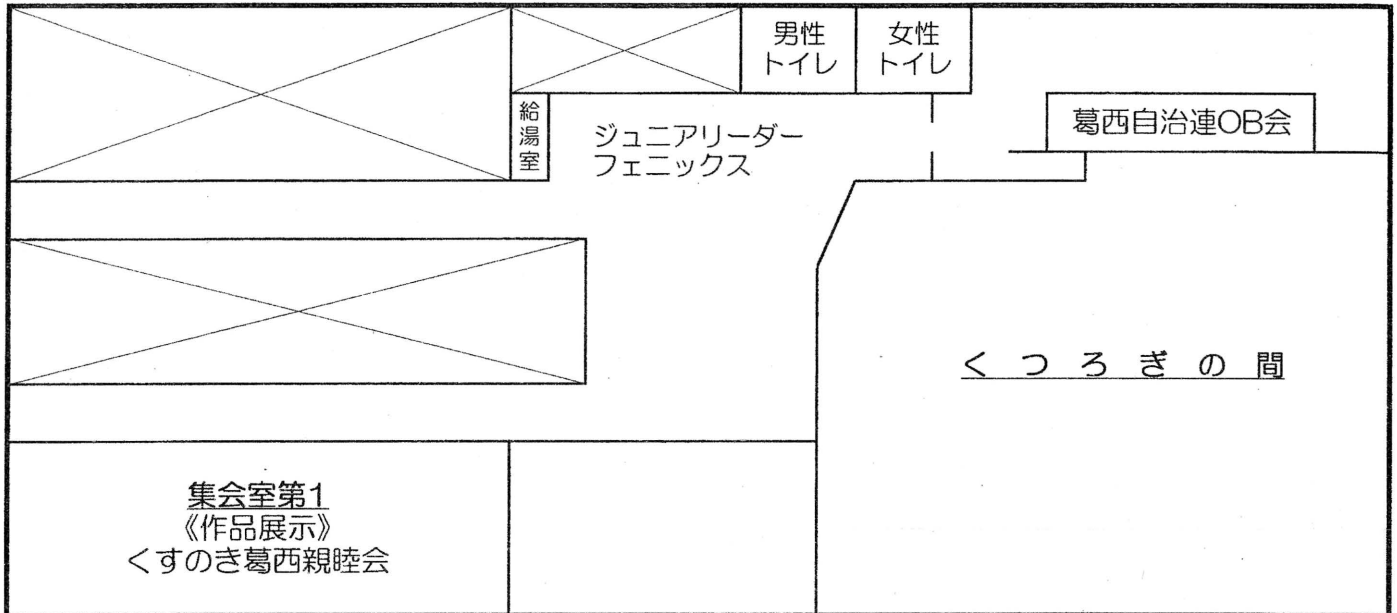 男性
トイレ
女性
トイレ
給湯室
ジュニアリーダー
フェニックス
葛西自治連OB会
くつろぎの間
集会室第1
《作品展示》
くすのき葛西親睦会